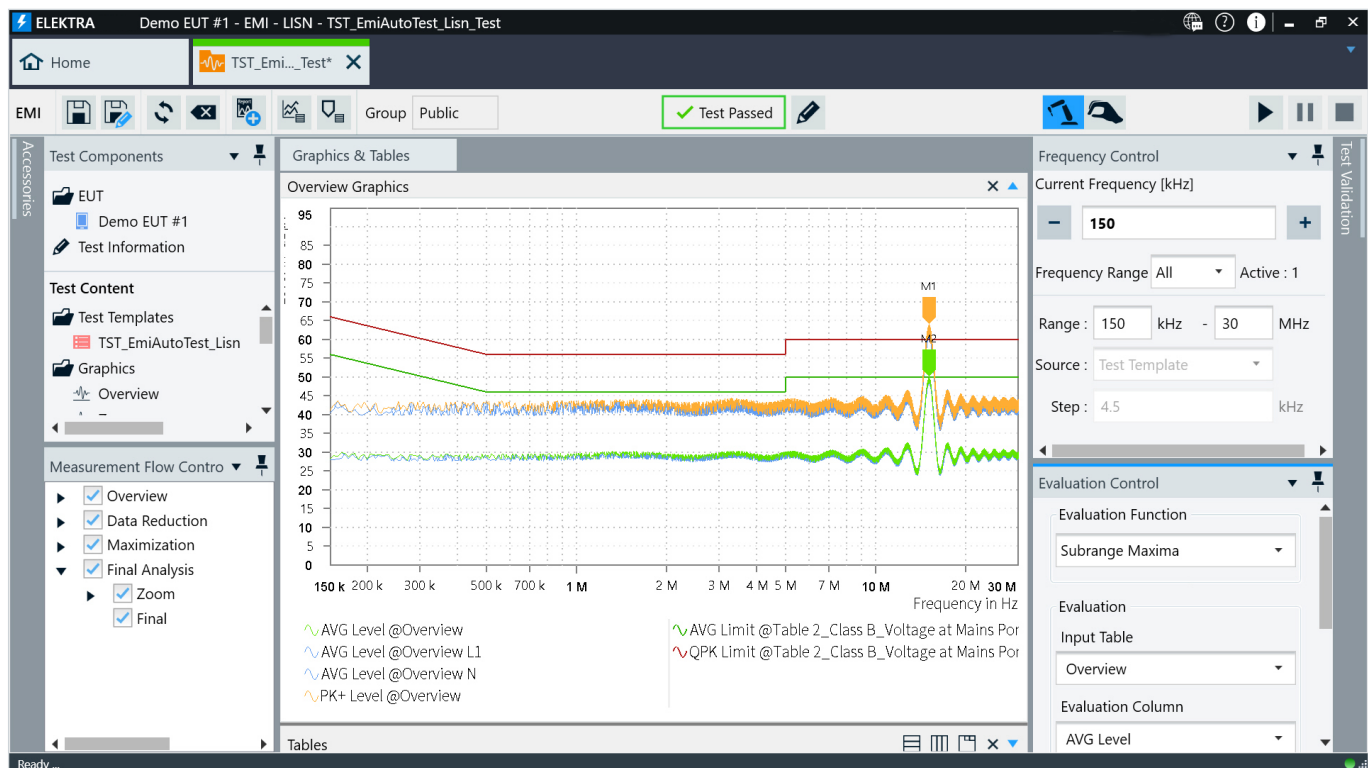 ELEKTRA Demo EUT #1 - EMI - LISN - TST_EmiAutoTest_Lisn_Test
Home
TST_Emi..._Test*
EMI
Group Public
Test Passed
Accessories
Test Components
EUT
Demo EUT #1
Test Information
Test Content
Test Templates
TST_EmiAutoTest_Lisn
Graphics
Overview
Measurement Flow Contro
Overview
Data Reduction
Maximization
Final Analysis
Zoom
Final
Graphics & Tables
Overview Graphics
95
85
80
75
70
65
60
55
50
45
40
35
30
25
20
15
10
5
0
M1
M2
150 k 200 k 300 k 500 k 700 k 1 M 2 M 3 M 4 M 5 M 7 M 10 M 20 M 30 M
Frequency in Hz
AVG Level @Overview
AVG Level @Overview L1
AVG Level @Overview N
PK+ Level @Overview
AVG Limit @Table 2_Class B_Voltage at Mains Por
QPK Limit @Table 2_Class B_Voltage at Mains Por
Tables
Frequency Control
Current Frequency [kHz]
− 150 +
Frequency Range All Active : 1
Range : 150 kHz - 30 MHz
Source : Test Template
Step : 4.5 kHz
Evaluation Control
Evaluation Function
Subrange Maxima
Evaluation
Input Table
Overview
Evaluation Column
AVG Level
Test Validation
Ready ...